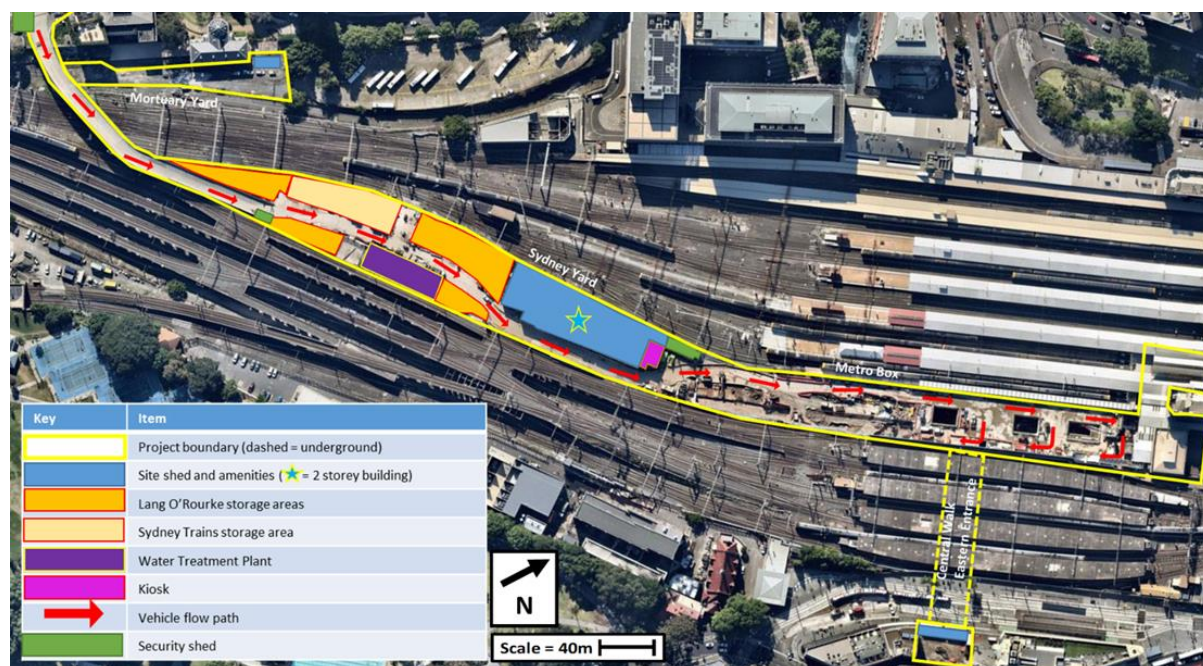 Mortuary Yard
Sydney Yard
Metro Box
Central Walk
Eastern Entrance
Key Item
Project boundary (dashed = underground)
Site shed and amenities ( = 2 storey building)
Lang O'Rourke storage areas
Sydney Trains storage area
Water Treatment Plant
Kiosk
Vehicle flow path
Security shed
N
Scale = 40m